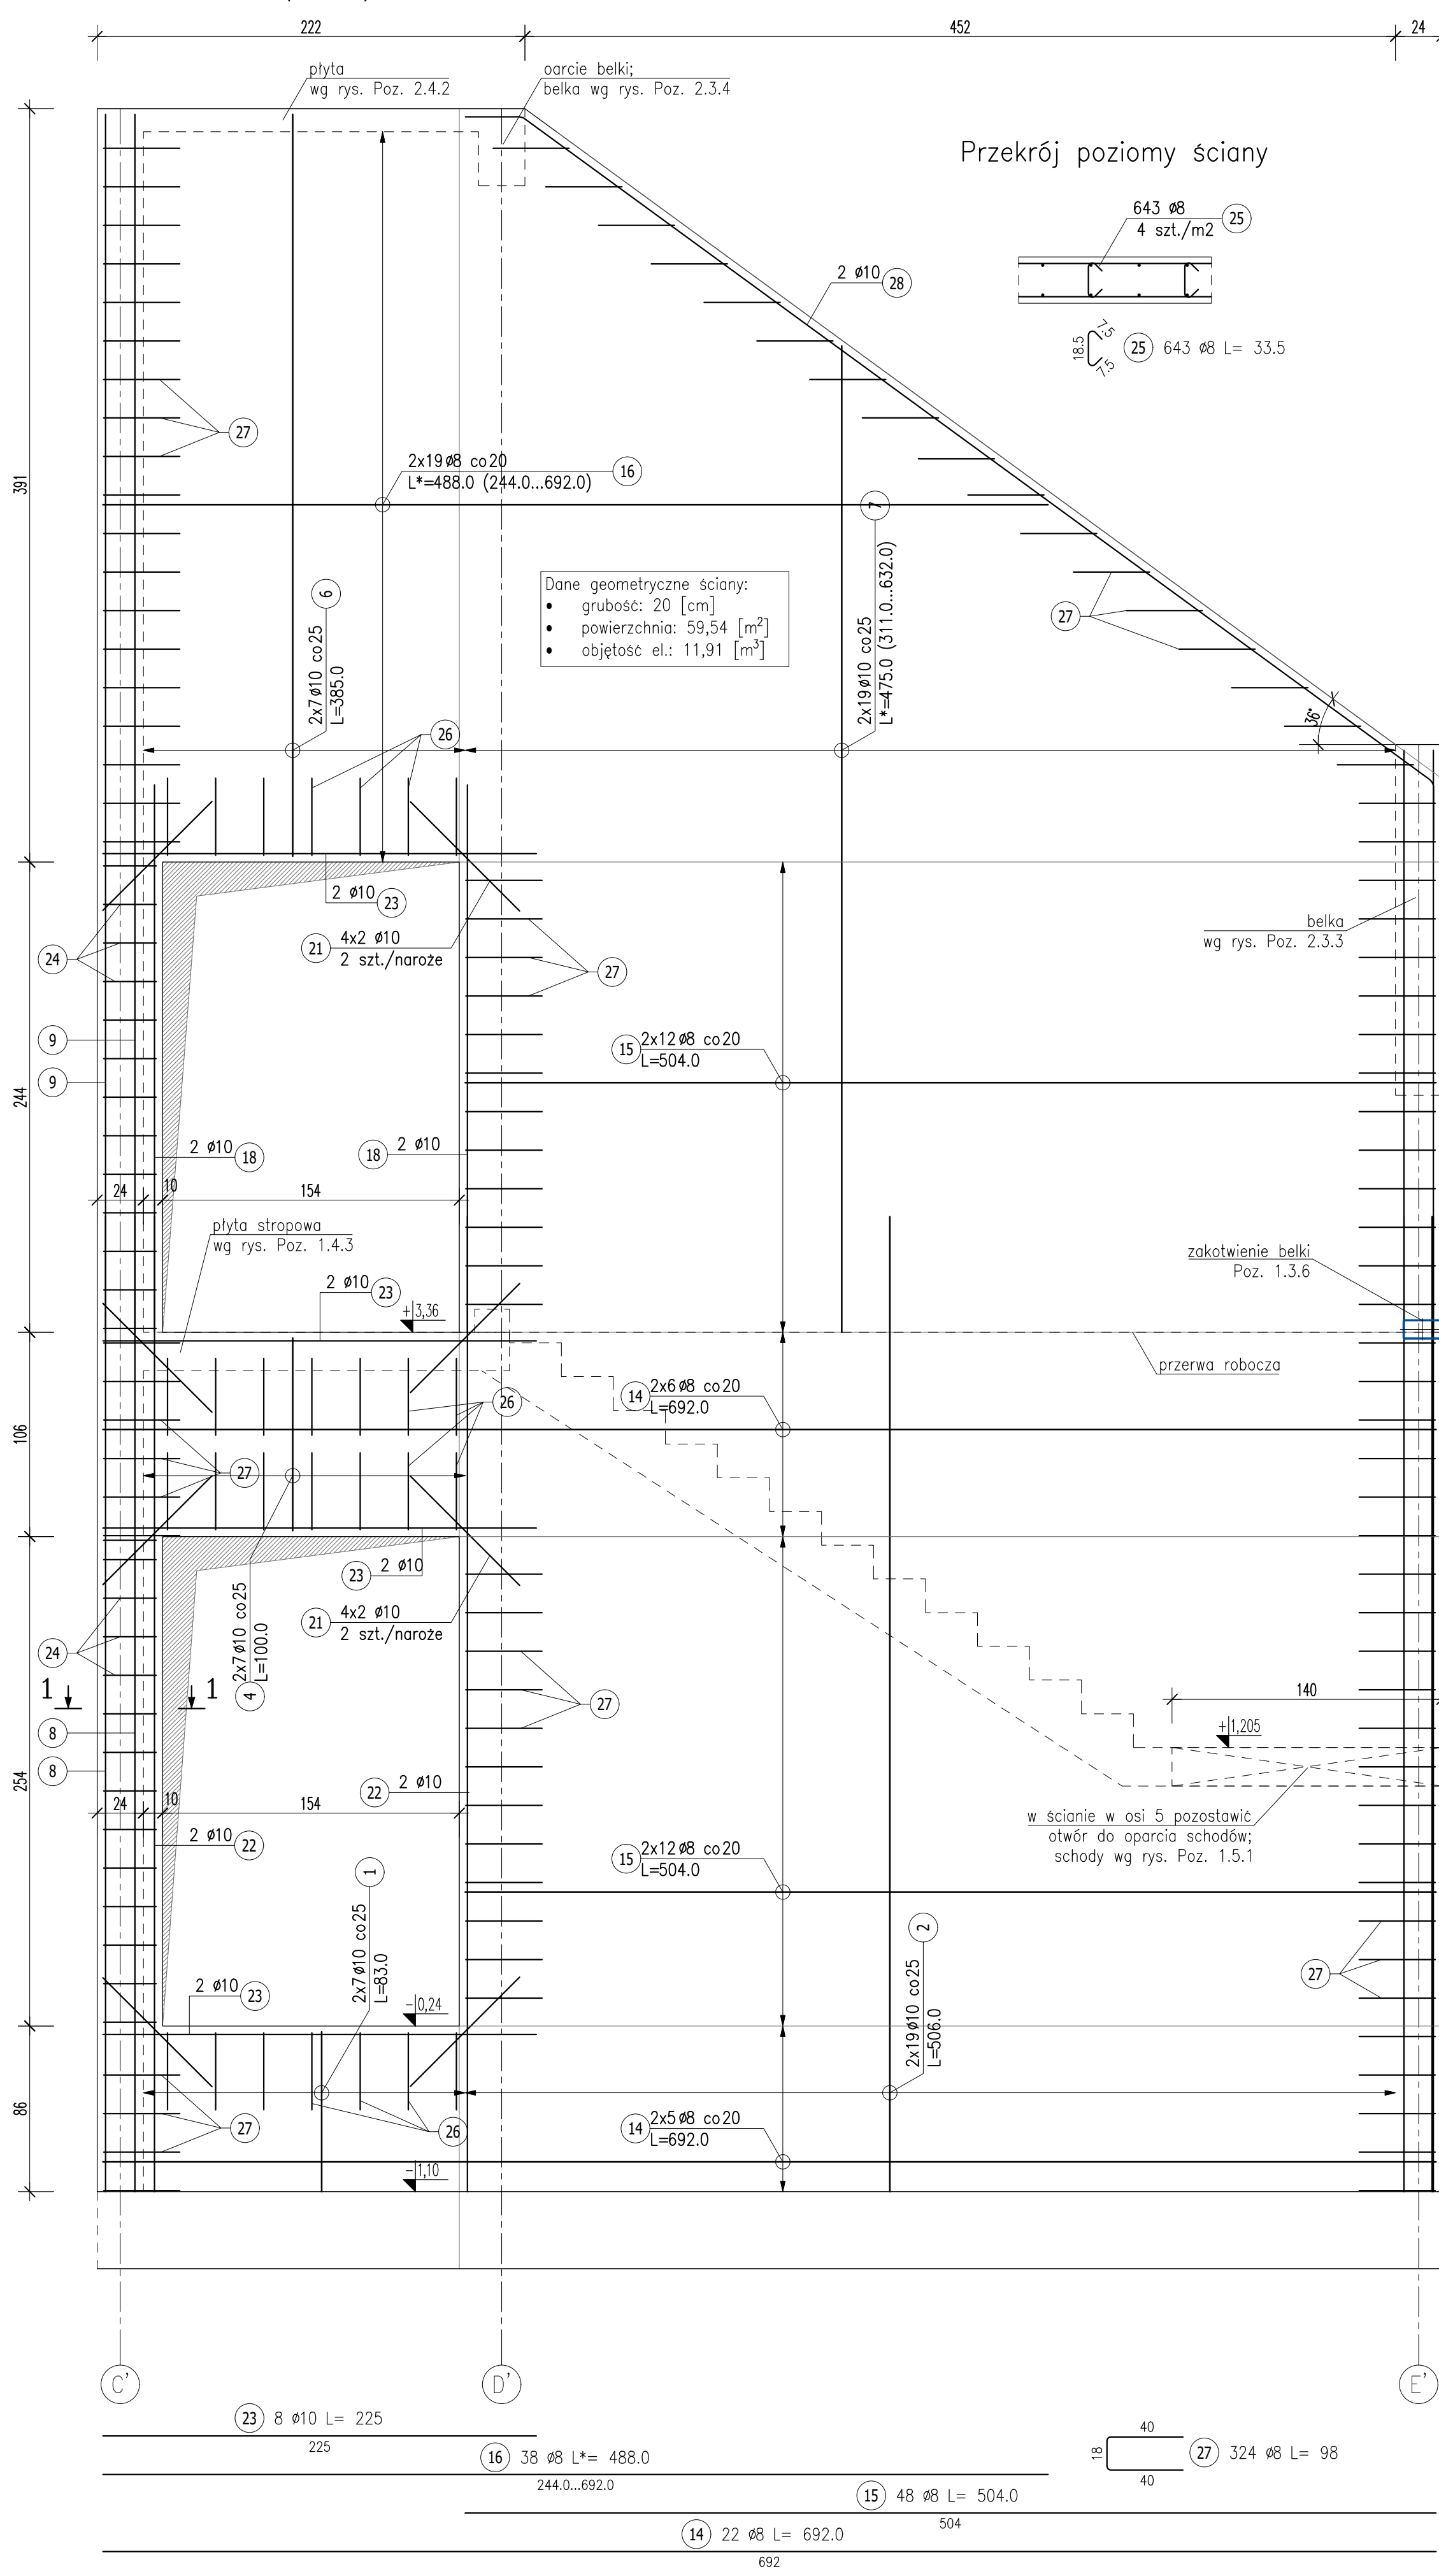 222
452
24
płyta
wg rys. Poz. 2.4.2
oarcie belki;
belka wg rys. Poz. 2.3.4
Przekrój poziomy ściany
643 ø8
4 szt./m2
25
18.5
7.5
7.5
25
643 ø8 L= 33.5
2 ø10
28
27
391
2x19ø8 co20
L*=488.0 (244.0...692.0)
16
7
2x19ø10 co25
L*=475.0 (311.0...632.0)
6
2x7ø10 co25
L=385.0
Dane geometryczne ściany:
• grubość: 20 [cm]
• powierzchnia: 59,54 [m²]
• objętość el.: 11,91 [m³]
27
36°
26
2 ø10
23
21
4x2 ø10
2 szt./naroże
24
27
belka
wg rys. Poz. 2.3.3
9
9
15
2x12ø8 co20
L=504.0
244
2 ø10
18
18
2 ø10
24
10
154
płyta stropowa
wg rys. Poz. 1.4.3
zakotwienie belki
Poz. 1.3.6
2 ø10
23
+3,36
przerwa robocza
14
2x6ø8 co20
L=692.0
26
106
27
23
2 ø10
21
4x2 ø10
2 szt./naroże
2x7ø10 co25
L=100.0
4
24
1
1
27
140
+1,205
8
8
254
22
2 ø10
24
10
154
2 ø10
22
w ścianie w osi 5 pozostawić
otwór do oparcia schodów;
schody wg rys. Poz. 1.5.1
15
2x12ø8 co20
L=504.0
1
2x7ø10 co25
L=83.0
2
2x19ø10 co25
L=506.0
27
2 ø10
23
-0,24
86
27
26
14
2x5ø8 co20
L=692.0
-1,10
C'
D'
E'
23
8 ø10 L= 225
225
16
38 ø8 L*= 488.0
244.0...692.0
40
18
40
27
324 ø8 L= 98
15
48 ø8 L= 504.0
504
14
22 ø8 L= 692.0
692